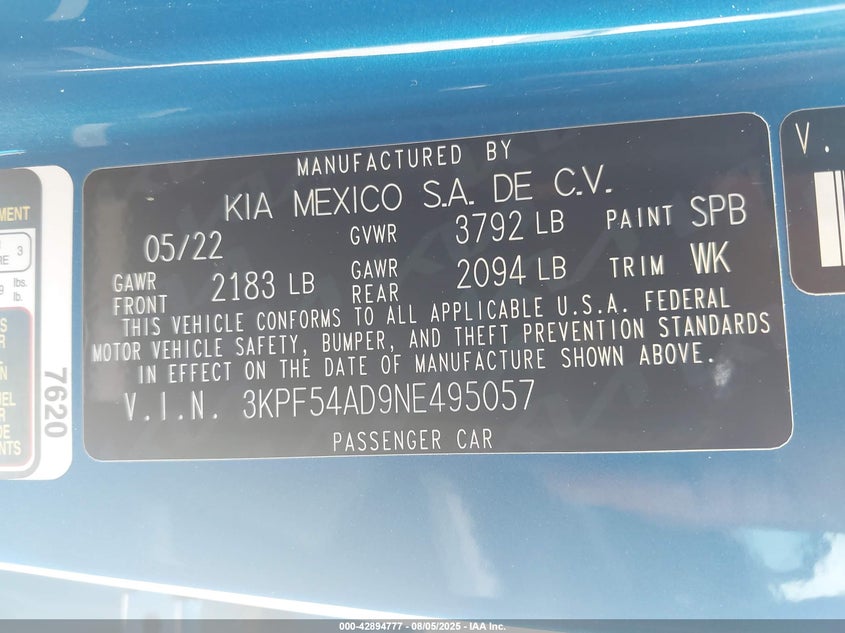 MANUFACTURED BY
KIA MEXICO S.A. DE C.V.
05/22 GVWR 3792 LB PAINT SPB
GAWR FRONT 2183 LB GAWR REAR 2094 LB TRIM WK
THIS VEHICLE CONFORMS TO ALL APPLICABLE U.S.A. FEDERAL
MOTOR VEHICLE SAFETY, BUMPER, AND THEFT PREVENTION STANDARDS
IN EFFECT ON THE DATE OF MANUFACTURE SHOWN ABOVE.
V.I.N. 3KPF54AD9NE495057
PASSENGER CAR
7620
3
lbs.
lb.
V.
000-42894777 - 08/05/2025 - IAA Inc.